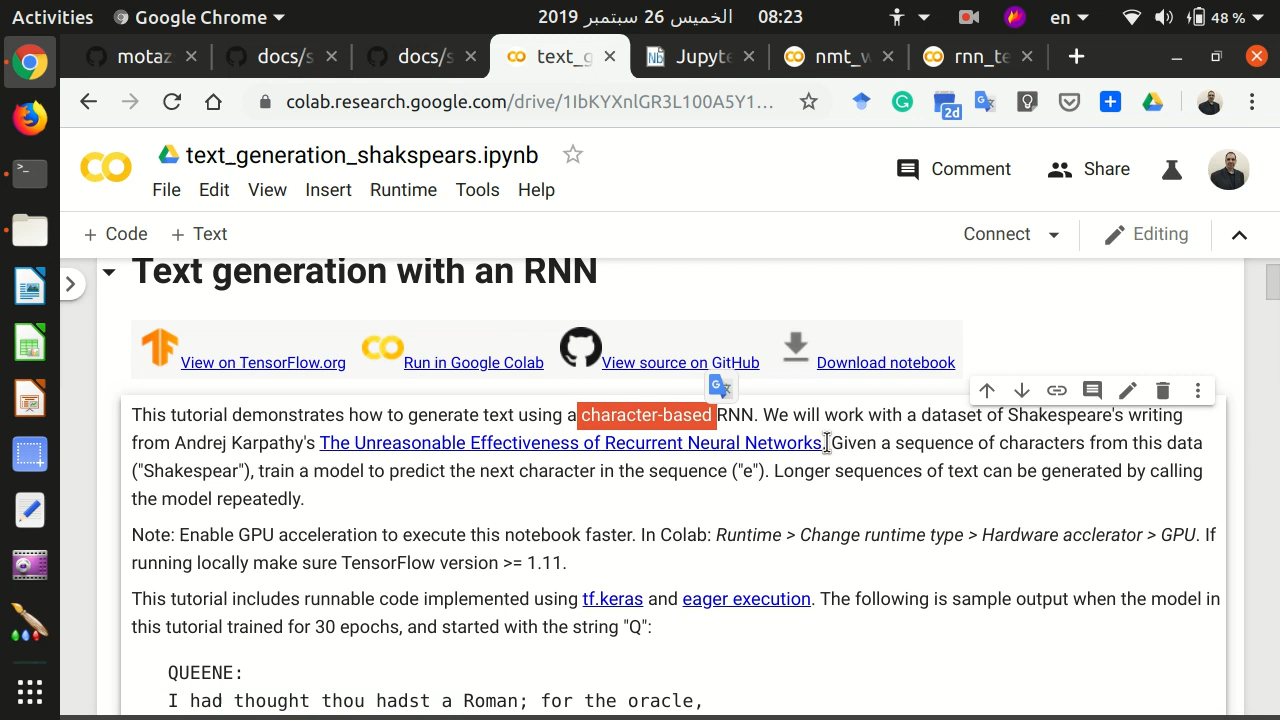 Activities Google Chrome الخميس 26 سبتمبر 2019 08:23 en 48 %
motaz docs/s docs/s text_g Jupyte nmt_w rnn_te
colab.research.google.com/drive/1IbKYXnlGR3L100A5Y1... 2d
text_generation_shakspears.ipynb
Comment Share
File Edit View Insert Runtime Tools Help
+ Code + Text Connect Editing
Text generation with an RNN
View on TensorFlow.org Run in Google Colab View source on GitHub Download notebook
This tutorial demonstrates how to generate text using a character-based RNN. We will work with a dataset of Shakespeare's writing
from Andrej Karpathy's The Unreasonable Effectiveness of Recurrent Neural Networks. Given a sequence of characters from this data
("Shakespear"), train a model to predict the next character in the sequence ("e"). Longer sequences of text can be generated by calling
the model repeatedly.
Note: Enable GPU acceleration to execute this notebook faster. In Colab: Runtime > Change runtime type > Hardware acclerator > GPU. If
running locally make sure TensorFlow version >= 1.11.
This tutorial includes runnable code implemented using tf.keras and eager execution. The following is sample output when the model in
this tutorial trained for 30 epochs, and started with the string "Q":
QUEENE:
I had thought thou hadst a Roman; for the oracle,